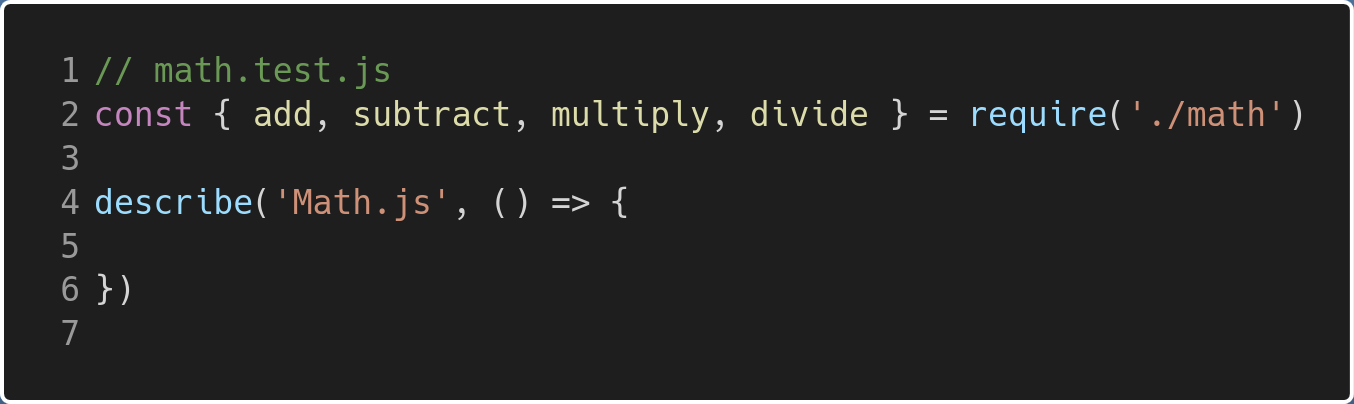 1 // math.test.js
2 const { add, subtract, multiply, divide } = require('./math')
3
4 describe('Math.js', () => {
5
6 })
7